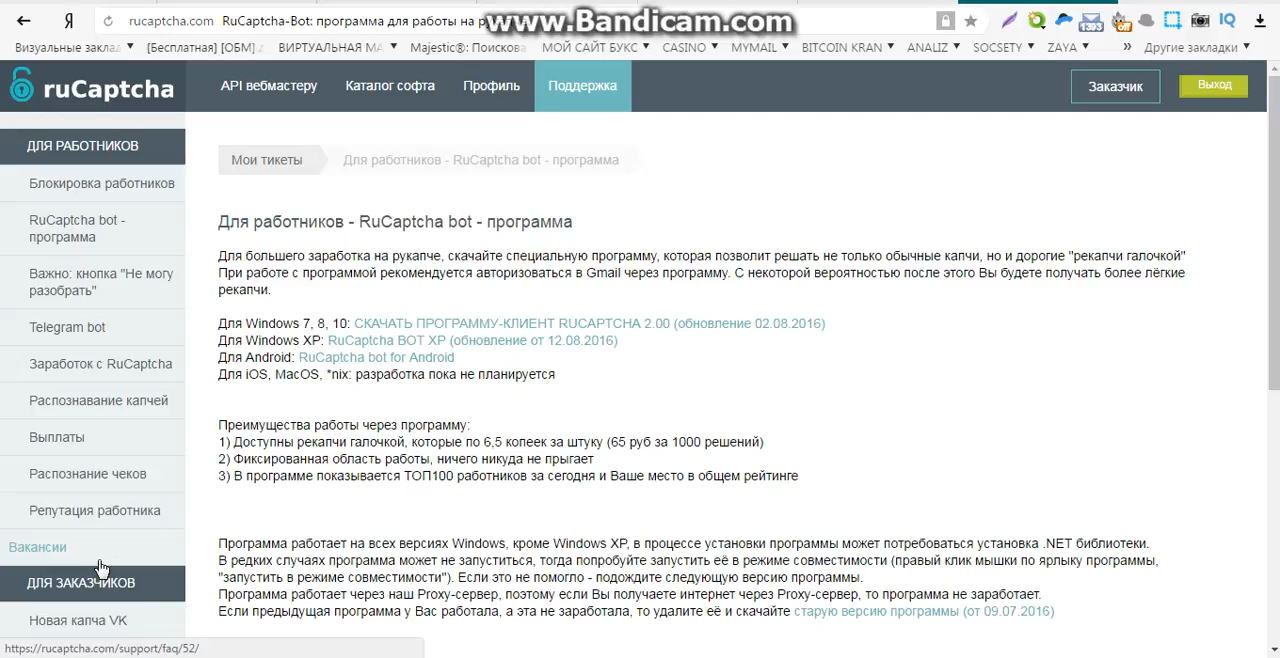 Я rucaptcha.com RuCaptcha-Bot: программа для работы на р
www.Bandicam.com
1393
off
IQ
Визуальные заклад
[Бесплатная] [ОБМ]
ВИРТУАЛЬНАЯ МА
Majestic®: Поискова
МОЙ САЙТ БУКС
CASINO
MYMAIL
BITCOIN KRAN
ANALIZ
SOCSETY
ZAYA
»
Другие закладки
ruCaptcha
API вебмастеру
Каталог софта
Профиль
Поддержка
Заказчик
Выход
ДЛЯ РАБОТНИКОВ
Блокировка работников
RuCaptcha bot -
программа
Важно: кнопка "Не могу
разобрать"
Telegram bot
Заработок с RuCaptcha
Распознавание капчей
Выплаты
Распознание чеков
Репутация работника
Вакансии
ДЛЯ ЗАКАЗЧИКОВ
Новая капча VK
Мои тикеты
Для работников - RuCaptcha bot - программа
Для работников - RuCaptcha bot - программа
Для большего заработка на рукапче, скачайте специальную программу, которая позволит решать не только обычные капчи, но и дорогие "рекапчи галочкой"
При работе с программой рекомендуется авторизоваться в Gmail через программу. С некоторой вероятностью после этого Вы будете получать более лёгкие
рекапчи.
Для Windows 7, 8, 10: СКАЧАТЬ ПРОГРАММУ-КЛИЕНТ RUCAPTCHA 2.00 (обновление 02.08.2016)
Для Windows XP: RuCaptcha BOT XP (обновление от 12.08.2016)
Для Android: RuCaptcha bot for Android
Для iOS, MacOS, *nix: разработка пока не планируется
Преимущества работы через программу:
1) Доступны рекапчи галочкой, которые по 6,5 копеек за штуку (65 руб за 1000 решений)
2) Фиксированная область работы, ничего никуда не прыгает
3) В программе показывается ТОП100 работников за сегодня и Ваше место в общем рейтинге
Программа работает на всех версиях Windows, кроме Windows XP, в процессе установки программы может потребоваться установка .NET библиотеки.
В редких случаях программа может не запуститься, тогда попробуйте запустить её в режиме совместимости (правый клик мышки по ярлыку программы,
"запустить в режиме совместимости"). Если это не помогло - подождите следующую версию программы.
Программа работает через наш Proxy-сервер, поэтому если Вы получаете интернет через Proxy-сервер, то программа не заработает.
Если предыдущая программа у Вас работала, а эта не заработала, то удалите её и скачайте старую версию программы (от 09.07.2016)
https://rucaptcha.com/support/faq/52/